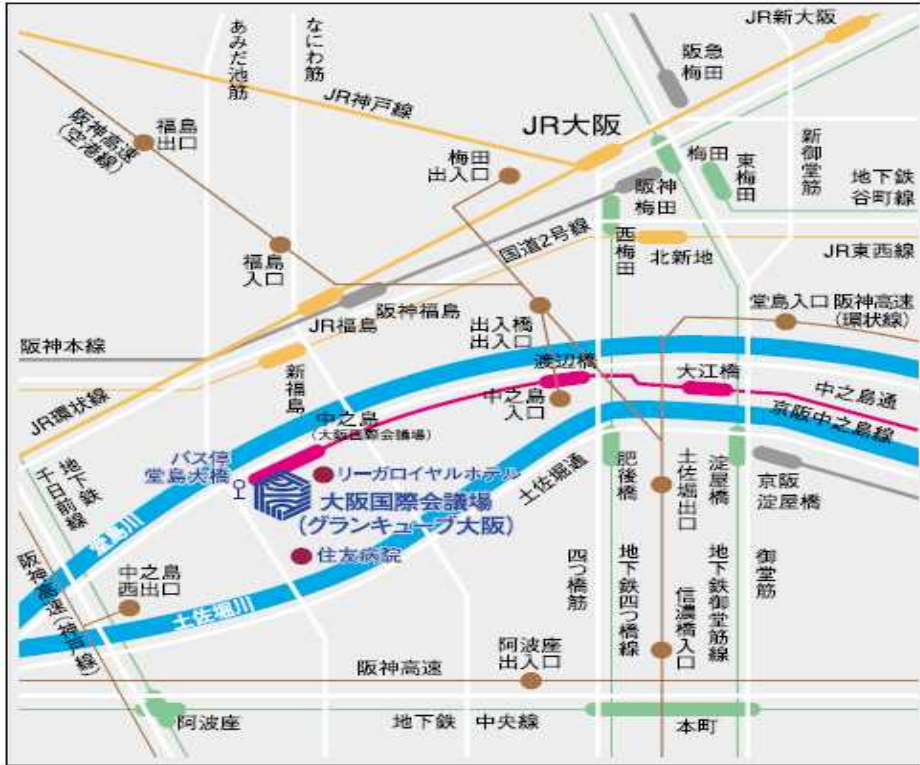 JR新大阪
あみだ池筋
なにわ筋
阪急
梅田
JR神戸線
JR大阪
阪神高速
(空港線)
福島
出口
梅田
出入口
梅田
東梅田
新御堂筋
阪神
梅田
地下鉄
谷町線
西梅田
国道2号線
北新地
JR東西線
福島
入口
阪神福島
JR福島
出入橋
出入口
堂島入口
阪神高速
(環状線)
阪神本線
新福島
渡辺橋
大江橋
中之島
入口
中之島通
京阪中之島線
JR環状線
中之島
(大阪国際会議場)
バス停
堂島大橋
リーガロイヤルホテル
大阪国際会議場
(グランキューブ大阪)
住友病院
土佐堀通
肥後橋
土佐堀出口
淀屋橋
京阪
淀屋橋
地下鉄
千日前線
堂島川
中之島
西出口
土佐堀川
阪神高速(神戸線)
四つ橋筋
地下鉄四つ橋線
信濃橋入口
地下鉄御堂筋線
御堂筋
阪神高速
阿波座
出入口
阿波座
地下鉄
中央線
本町